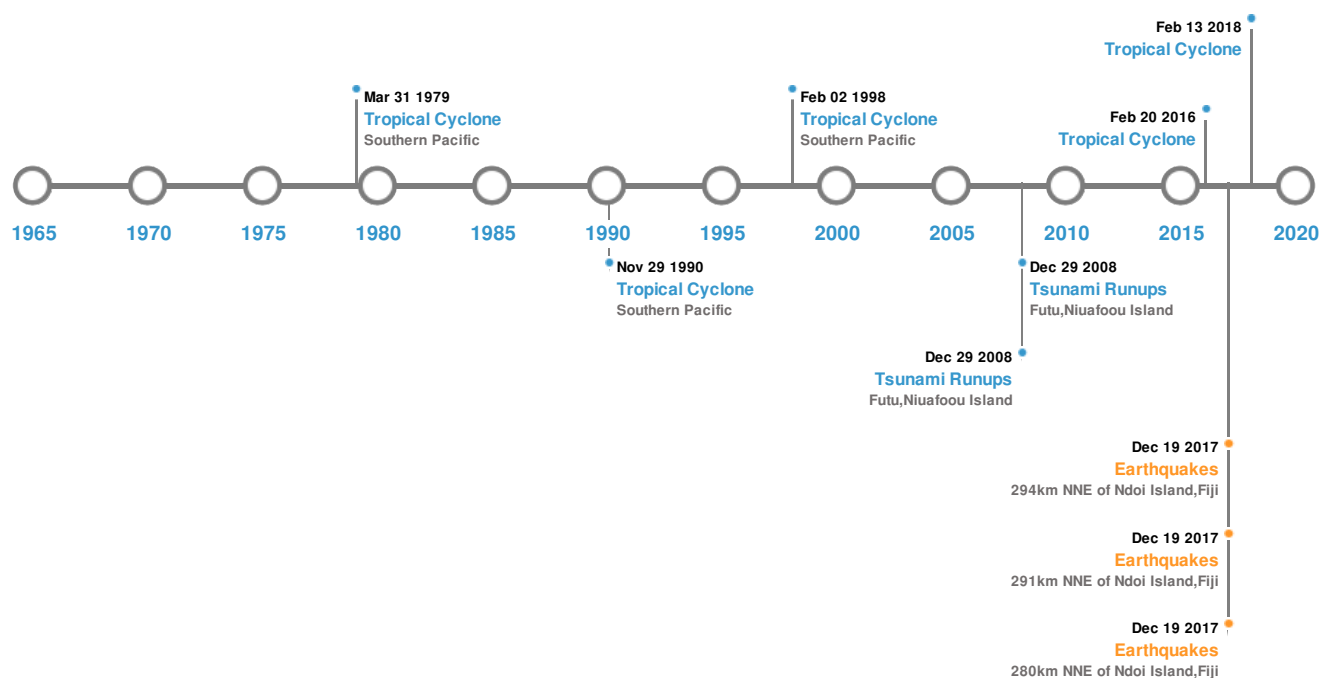 Feb 13 2018
Tropical Cyclone
Mar 31 1979
Tropical Cyclone
Southern Pacific
Feb 02 1998
Tropical Cyclone
Southern Pacific
Feb 20 2016
Tropical Cyclone
1965 1970 1975 1980 1985 1990 1995 2000 2005 2010 2015 2020
Nov 29 1990
Tropical Cyclone
Southern Pacific
Dec 29 2008
Tsunami Runups
Futu,Niuafoou Island
Dec 29 2008
Tsunami Runups
Futu,Niuafoou Island
Dec 19 2017
Earthquakes
294km NNE of Ndoi Island,Fiji
Dec 19 2017
Earthquakes
291km NNE of Ndoi Island,Fiji
Dec 19 2017
Earthquakes
280km NNE of Ndoi Island,Fiji